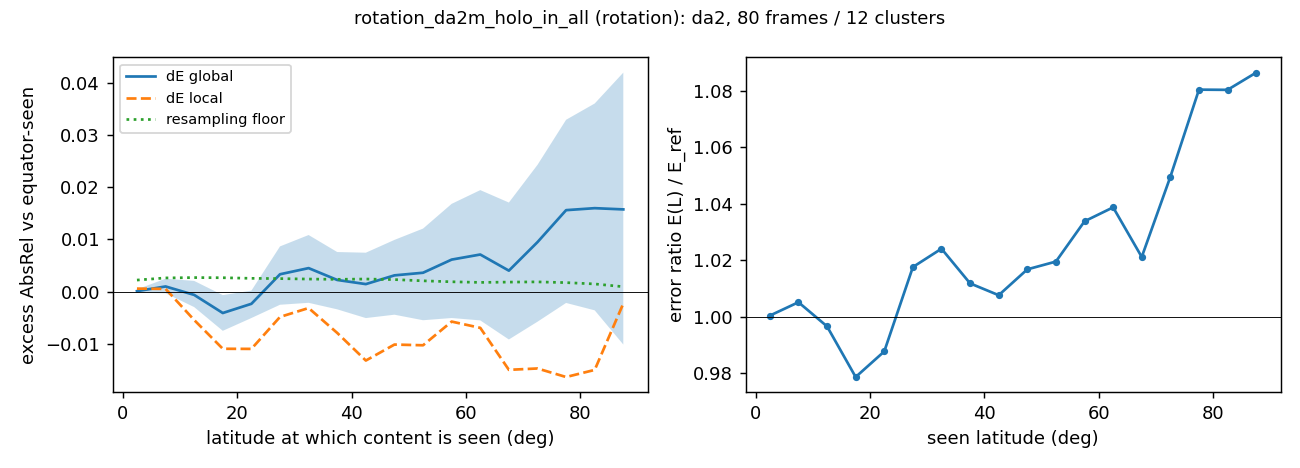 rotation_da2m_holo_in_all (rotation): da2, 80 frames / 12 clusters
excess AbsRel vs equator-seen
0.04
0.03
0.02
0.01
0.00
−0.01
dE global
dE local
resampling floor
0 20 40 60 80
latitude at which content is seen (deg)
error ratio E(L) / E_ref
1.08
1.06
1.04
1.02
1.00
0.98
0 20 40 60 80
seen latitude (deg)